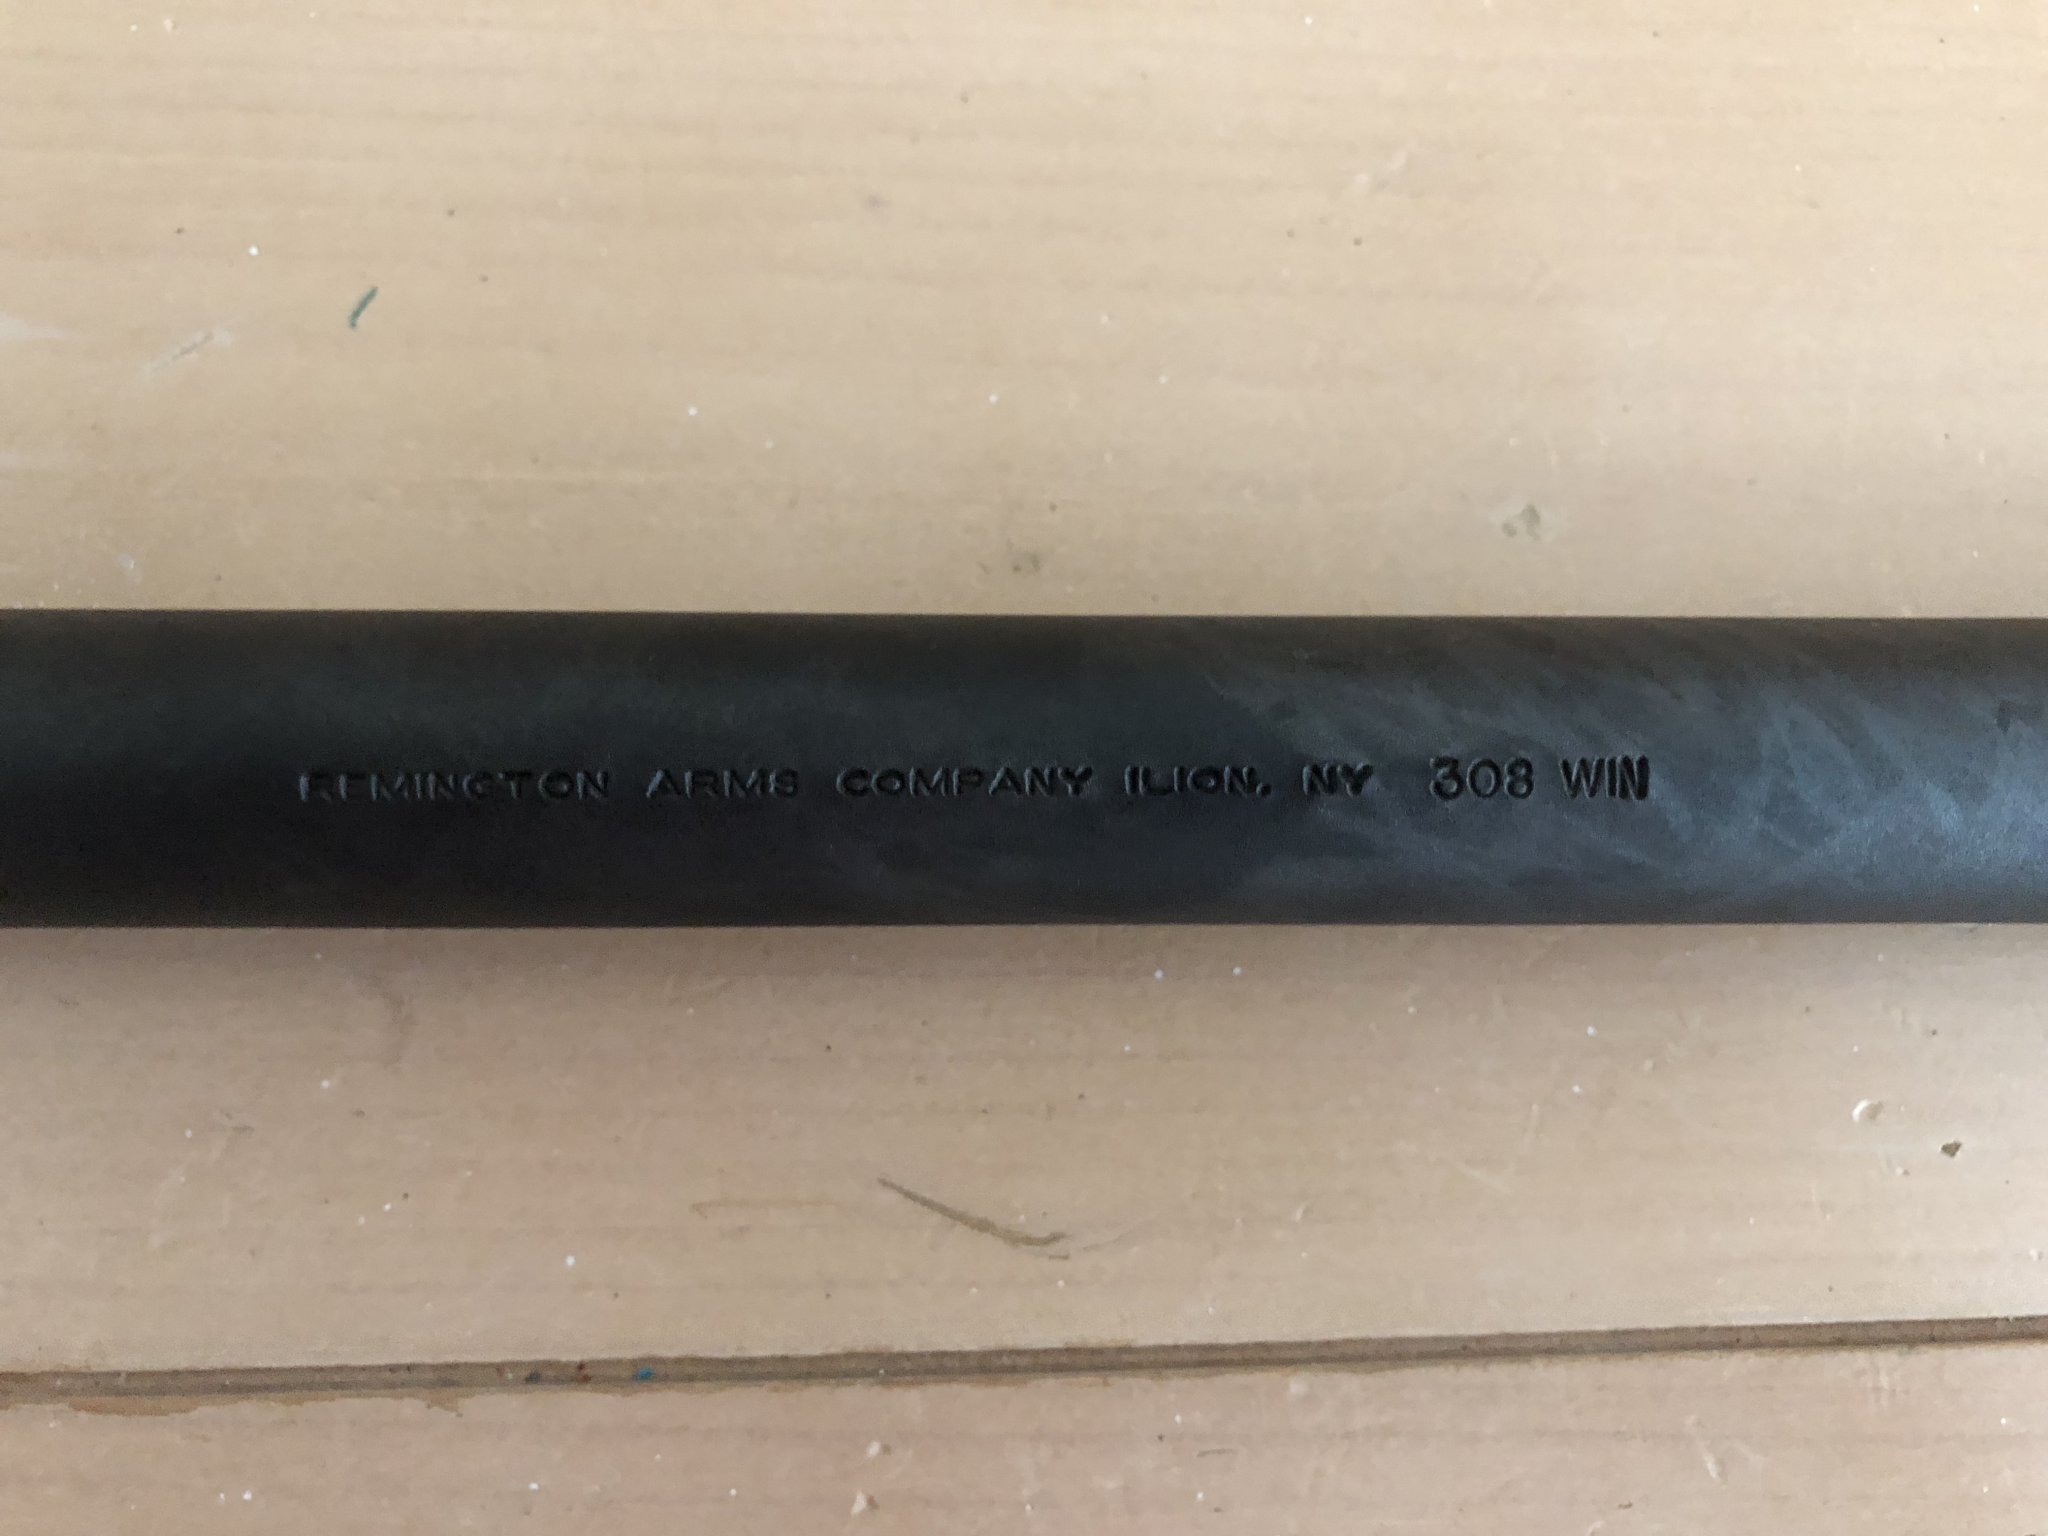 REMINGTON ARMS COMPANY ILION, NY 308 WIN